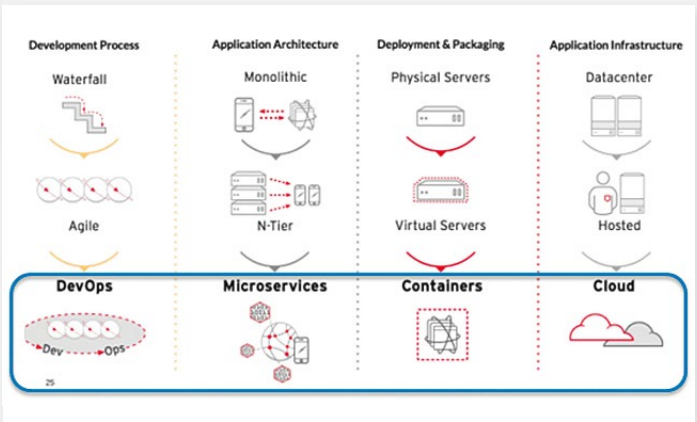 Development Process
Application Architecture
Deployment & Packaging
Application Infrastructure
Waterfall
Monolithic
Physical Servers
Datacenter
Agile
N-Tier
Virtual Servers
Hosted
DevOps
Microservices
Containers
Cloud
Dev
Ops
25